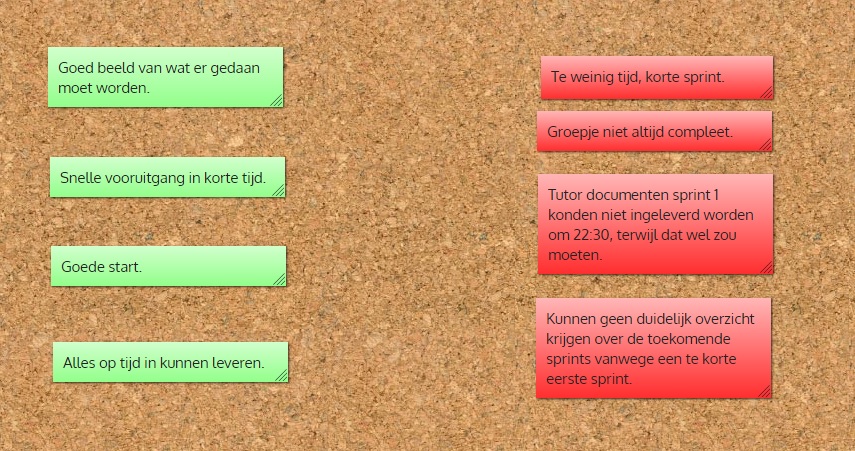 Goed beeld van wat er gedaan
moet worden.
Snelle vooruitgang in korte tijd.
Goede start.
Alles op tijd in kunnen leveren.
Te weinig tijd, korte sprint.
Groepje niet altijd compleet.
Tutor documenten sprint 1
konden niet ingeleverd worden
om 22:30, terwijl dat wel zou
moeten.
Kunnen geen duidelijk overzicht
krijgen over de toekomende
sprints vanwege een te korte
eerste sprint.